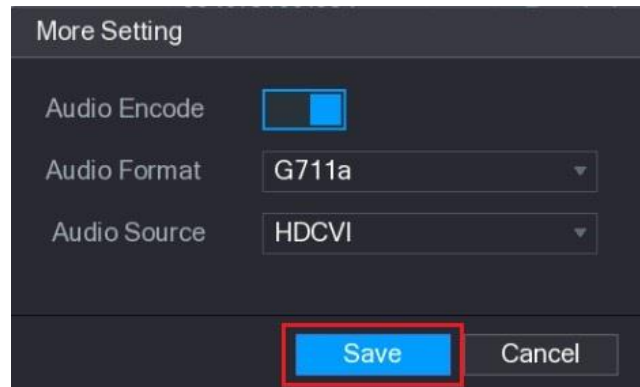 More Setting
Audio Encode
Audio Format G711a
Audio Source HDCVI
Save Cancel